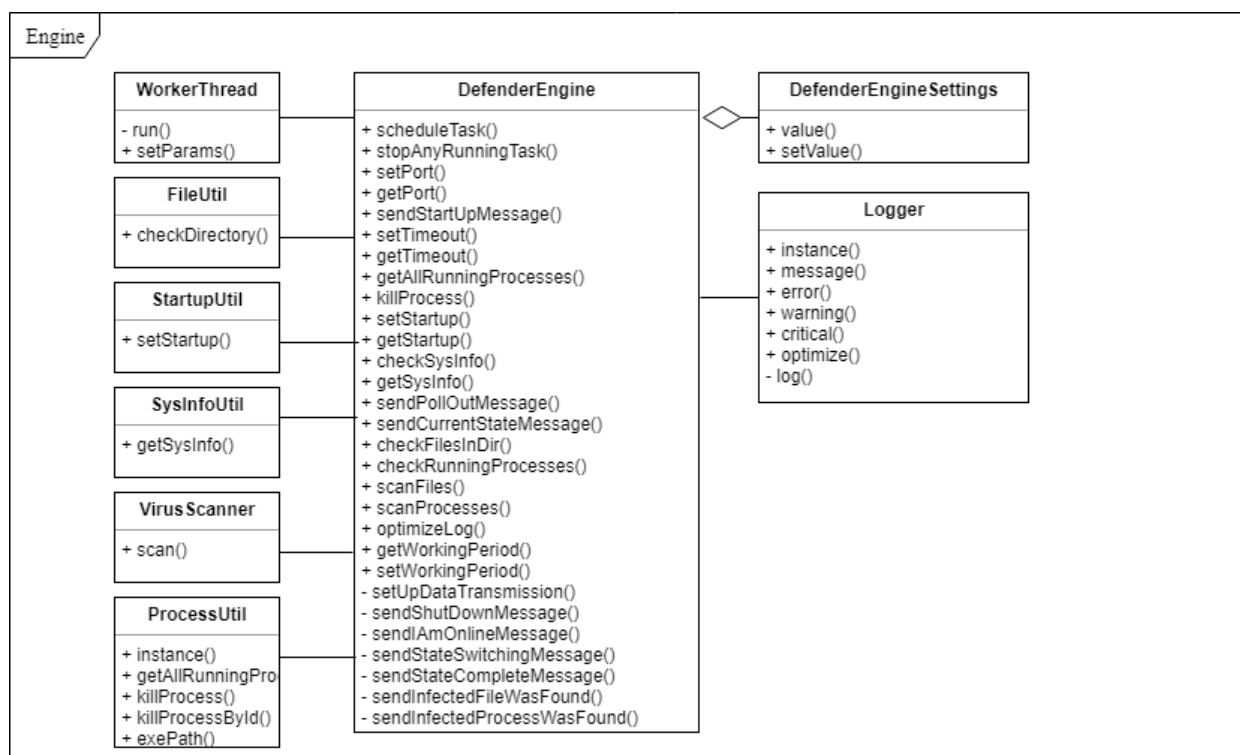 Engine
WorkerThread
- run()
+ setParams()
FileUtil
+ checkDirectory()
StartupUtil
+ setStartup()
SysInfoUtil
+ getSysInfo()
VirusScanner
+ scan()
ProcessUtil
+ instance()
+ getAllRunningPro
+ killProcess()
+ killProcessById()
+ exePath()
DefenderEngine
+ scheduleTask()
+ stopAnyRunningTask()
+ setPort()
+ getPort()
+ sendStartUpMessage()
+ setTimeout()
+ getTimeout()
+ getAllRunningProcesses()
+ killProcess()
+ setStartup()
+ getStartup()
+ checkSysInfo()
+ getSysInfo()
+ sendPollOutMessage()
+ sendCurrentStateMessage()
+ checkFilesInDir()
+ checkRunningProcesses()
+ scanFiles()
+ scanProcesses()
+ optimizeLog()
+ getWorkingPeriod()
+ setWorkingPeriod()
- setUpDataTransmission()
- sendShutDownMessage()
- sendIAmOnlineMessage()
- sendStateSwitchingMessage()
- sendStateCompleteMessage()
- sendInfectedFileWasFound()
- sendInfectedProcessWasFound()
DefenderEngineSettings
+ value()
+ setValue()
Logger
+ instance()
+ message()
+ error()
+ warning()
+ critical()
+ optimize()
- log()